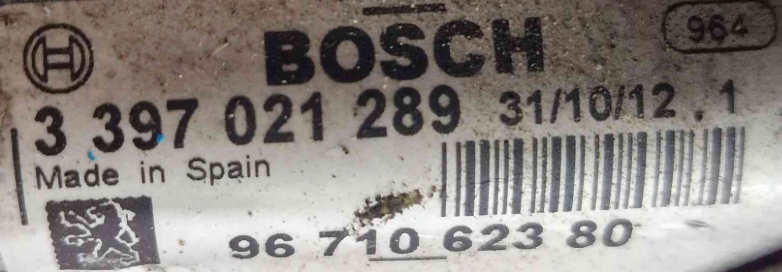 BOSCH 964
3 397 021 289 31/10/12 . 1
Made in Spain
96 710 623 80